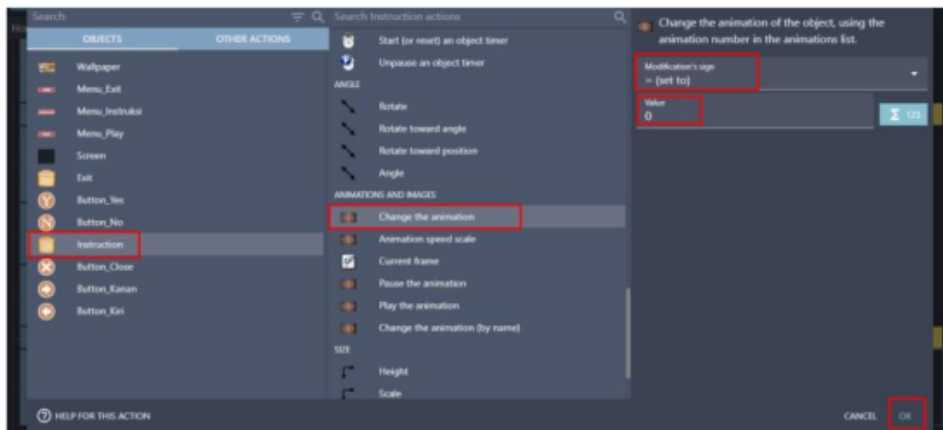 Search
Search Instruction actions
OBJECTS
OTHER ACTIONS
Wallpaper
Menu_Exit
Menu_Instruksi
Menu_Play
Screen
Exit
Button_Yes
Button_No
Instruction
Button_Close
Button_Kanan
Button_Kiri
Start (or reset) an object timer
Unpause an object timer
ANGLE
Rotate
Rotate toward angle
Rotate toward position
Angle
ANIMATIONS AND IMAGES
Change the animation
Animation speed scale
Current frame
Pause the animation
Play the animation
Change the animation (by name)
SIZE
Height
Scale
Change the animation of the object, using the
animation number in the animations list.
Modification's sign
= (set to)
Value
0
Σ 123
HELP FOR THIS ACTION
CANCEL
OK